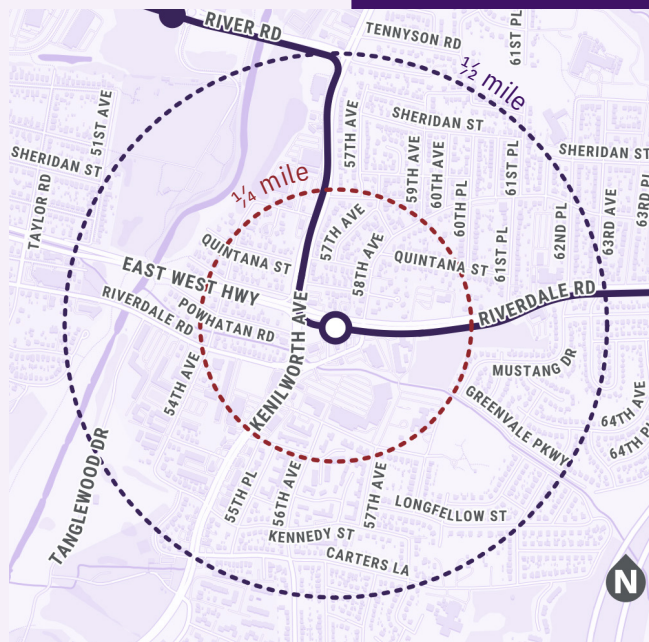 RIVER RD
TENNYSON RD
61ST PL
½ mile
51ST AVE
57TH AVE
SHERIDAN ST
SHERIDAN ST
SHERIDAN ST
TAYLOR RD
¼ mile
59TH AVE
60TH AVE
60TH PL
61ST PL
62ND PL
63RD AVE
63RD PL
57TH AVE
58TH AVE
QUINTANA ST
QUINTANA ST
61ST PL
EAST WEST HWY
RIVERDALE RD
POWHATAN RD
KENILWORTH AVE
RIVERDALE RD
54TH AVE
MUSTANG DR
GREENVALE PKWY
64TH AVE
64TH
TANGLEWOOD DR
55TH PL
56TH AVE
57TH AVE
LONGFELLOW ST
KENNEDY ST
CARTERS LA
N